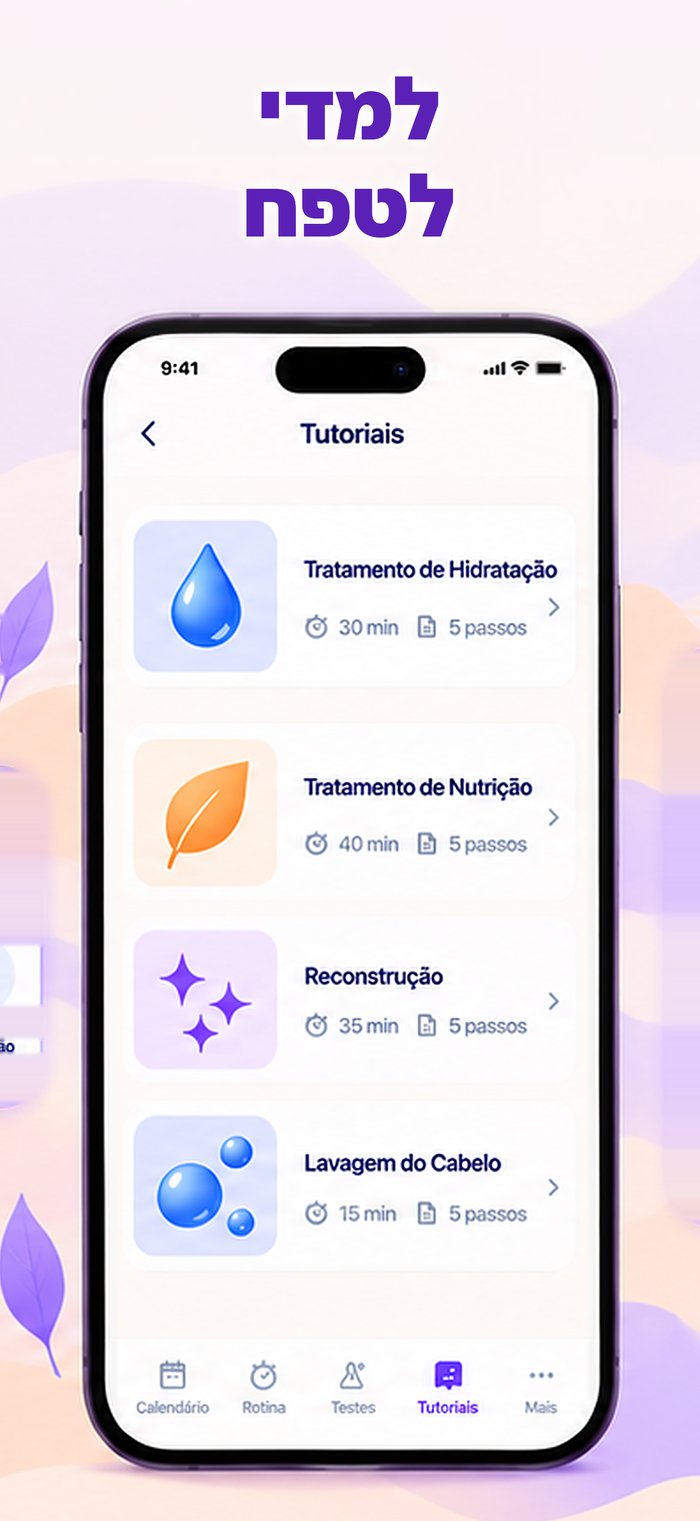 למדי
לטפח
9:41
Tutoriais
Tratamento de Hidratação
30 min 5 passos
Tratamento de Nutrição
40 min 5 passos
Reconstrução
35 min 5 passos
ão
Lavagem do Cabelo
15 min 5 passos
Calendário Rotina Testes Tutoriais Mais